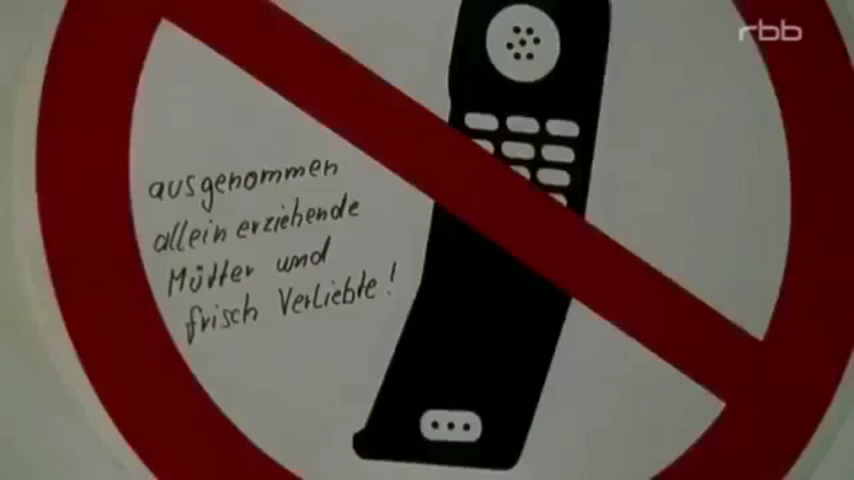 rbb
ausgenommen
allein erziehende
Mütter und
frisch Verliebte!